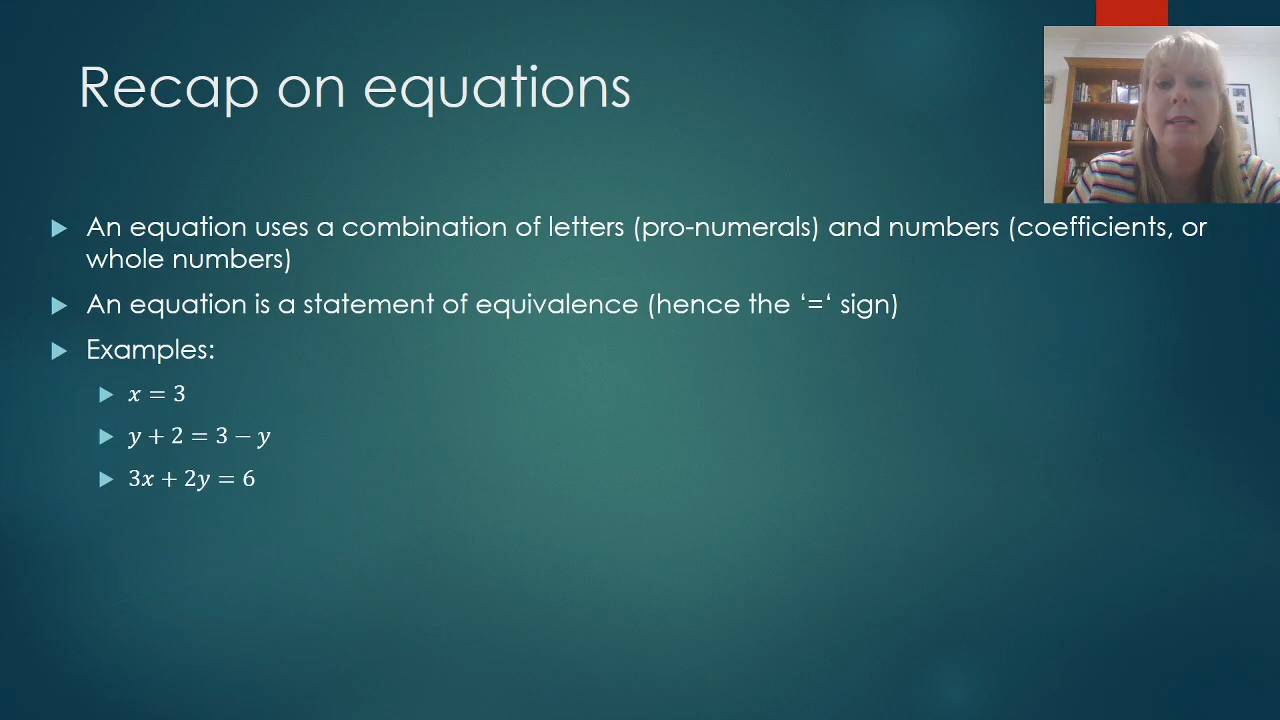 Recap on equations
An equation uses a combination of letters (pro-numerals) and numbers (coefficients, or
whole numbers)
An equation is a statement of equivalence (hence the ‘=‘ sign)
Examples:
x = 3
y + 2 = 3 − y
3x + 2y = 6